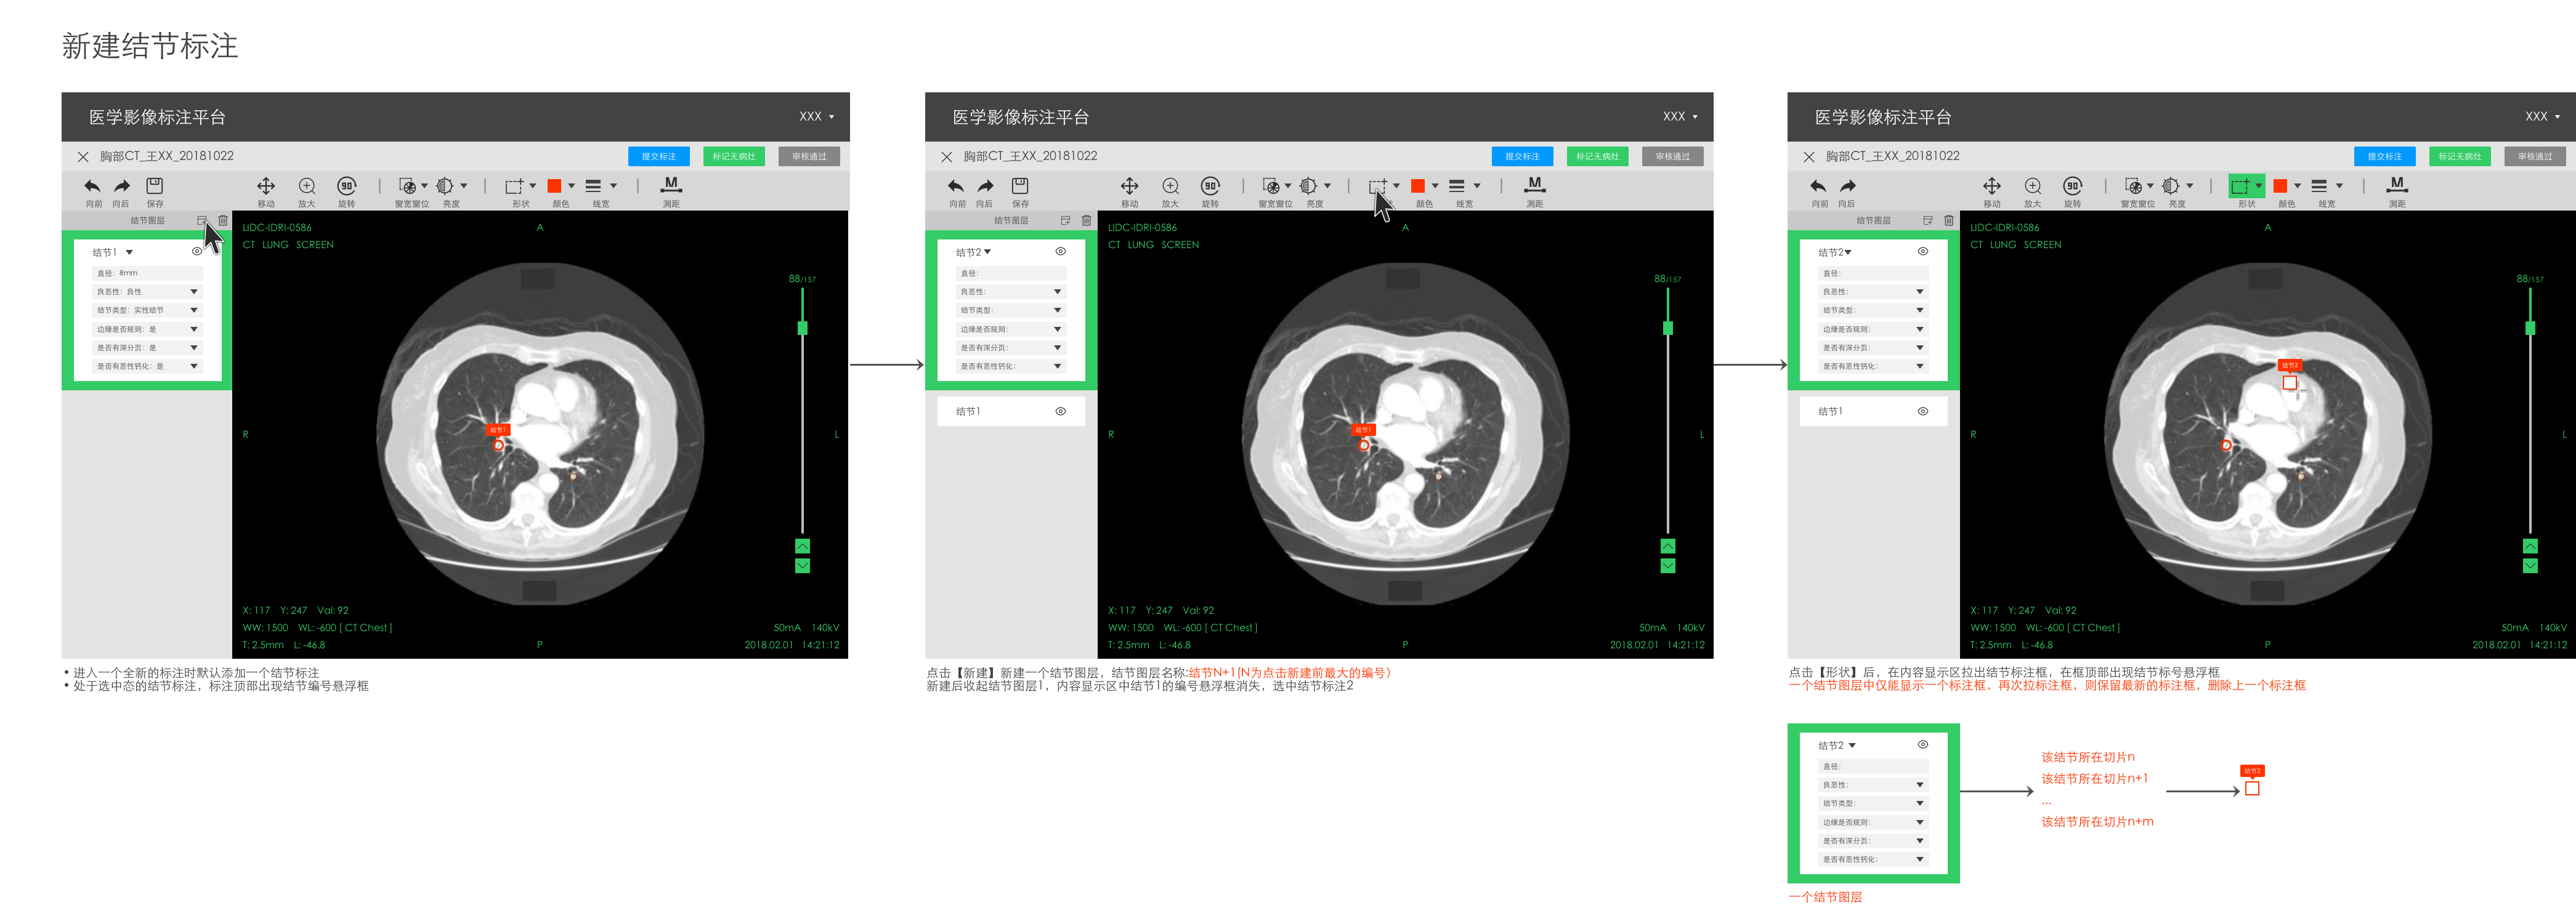 新建结节标注
医学影像标注平台
XXX
胸部CT_王XX_20181022
提交标注 标记无病灶 审核通过
向前 向后 保存 移动 放大 旋转 窗宽窗位 亮度 形状 颜色 线宽 测距
结节图层
结节1
直径：8mm
良恶性：良性
结节类型：实性结节
边缘是否规则：是
是否有深分页：是
是否有恶性钙化：是
LIDC-IDRI-0586
CT LUNG SCREEN
A
88/157
R
L
结节1
X: 117 Y: 247 Val: 92
WW: 1500 WL: -600 [ CT Chest ]
T: 2.5mm L: -46.8
P
50mA 140kV
2018.02.01 14:21:12
• 进入一个全新的标注时默认添加一个结节标注
• 处于选中态的结节标注，标注顶部出现结节编号悬浮框
医学影像标注平台
XXX
胸部CT_王XX_20181022
提交标注 标记无病灶 审核通过
向前 向后 保存 移动 放大 旋转 窗宽窗位 亮度 颜色 线宽 测距
结节图层
结节2
直径：
良恶性：
结节类型：
边缘是否规则：
是否有深分页：
是否有恶性钙化：
结节1
LIDC-IDRI-0586
CT LUNG SCREEN
A
88/157
R
L
结节1
X: 117 Y: 247 Val: 92
WW: 1500 WL: -600 [ CT Chest ]
T: 2.5mm L: -46.8
P
50mA 140kV
2018.02.01 14:21:12
点击【新建】新建一个结节图层，结节图层名称:结节N+1(N为点击新建前最大的编号）
新建后收起结节图层1，内容显示区中结节1的编号悬浮框消失，选中结节标注2
医学影像标注平台
XXX
胸部CT_王XX_20181022
提交标注 标记无病灶 审核通过
向前 向后 移动 放大 旋转 窗宽窗位 亮度 形状 颜色 线宽 测距
结节图层
结节2
直径：
良恶性：
结节类型：
边缘是否规则：
是否有深分页：
是否有恶性钙化：
结节1
LIDC-IDRI-0586
CT LUNG SCREEN
A
88/157
R
L
结节2
X: 117 Y: 247 Val: 92
WW: 1500 WL: -600 [ CT Chest ]
T: 2.5mm L: -46.8
P
50mA 140kV
2018.02.01 14:21:12
点击【形状】后，在内容显示区拉出结节标注框，在框顶部出现结节标号悬浮框
一个结节图层中仅能显示一个标注框，再次拉标注框，则保留最新的标注框，删除上一个标注框
结节2
直径：
良恶性：
结节类型：
边缘是否规则：
是否有深分页：
是否有恶性钙化：
一个结节图层
该结节所在切片n
该结节所在切片n+1
...
该结节所在切片n+m
结节2